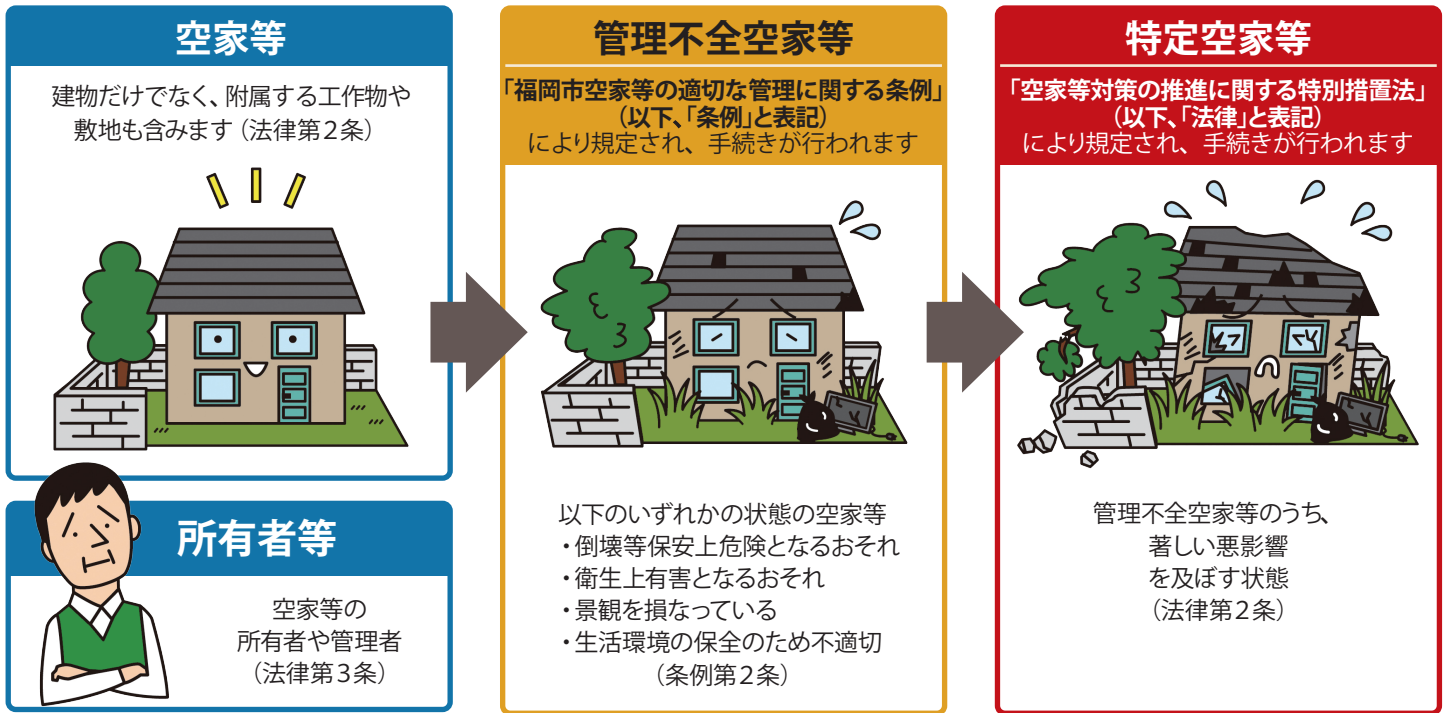 空家等
建物だけでなく、附属する工作物や
敷地も含みます（法律第２条）
所有者等
空家等の
所有者や管理者
（法律第３条）
管理不全空家等
「福岡市空家等の適切な管理に関する条例」
（以下、「条例」と表記）
により規定され、手続きが行われます
以下のいずれかの状態の空家等
・倒壊等保安上危険となるおそれ
・衛生上有害となるおそれ
・景観を損なっている
・生活環境の保全のため不適切
（条例第２条）
特定空家等
「空家等対策の推進に関する特別措置法」
（以下、「法律」と表記）
により規定され、手続きが行われます
管理不全空家等のうち、
著しい悪影響
を及ぼす状態
（法律第２条）